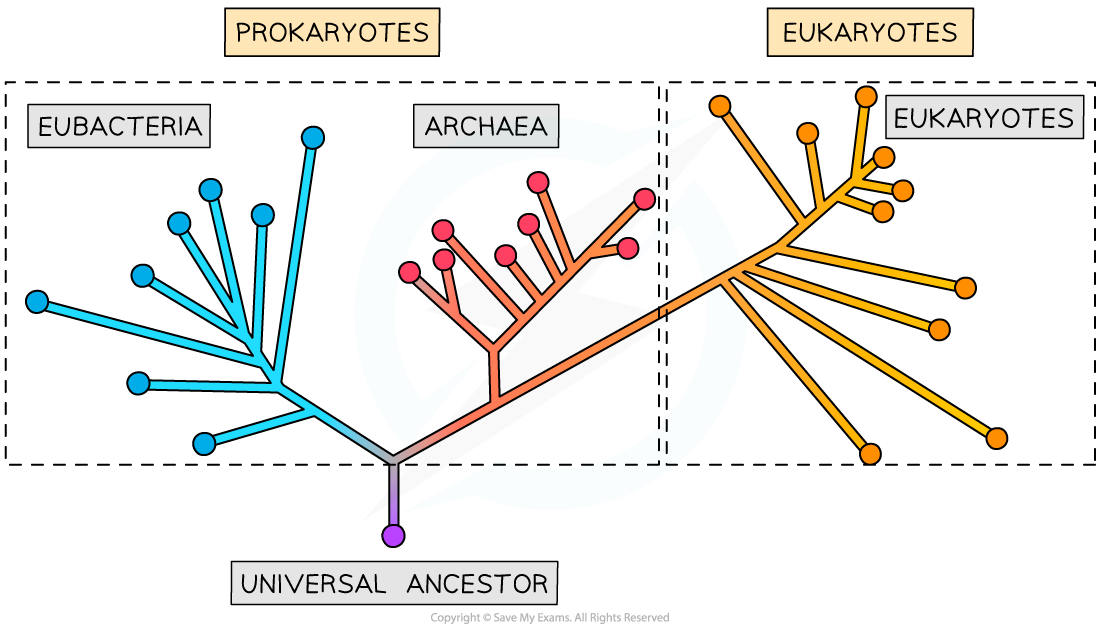 PROKARYOTES
EUKARYOTES
EUBACTERIA
ARCHAEA
EUKARYOTES
UNIVERSAL ANCESTOR
Copyright © Save My Exams. All Rights Reserved